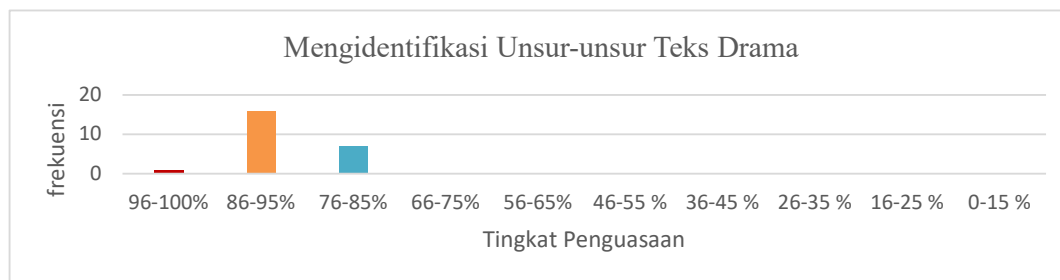 Mengidentifikasi Unsur-unsur Teks Drama
frekuensi
20
10
0
96-100% 86-95% 76-85% 66-75% 56-65% 46-55 % 36-45 % 26-35 % 16-25 % 0-15 %
Tingkat Penguasaan